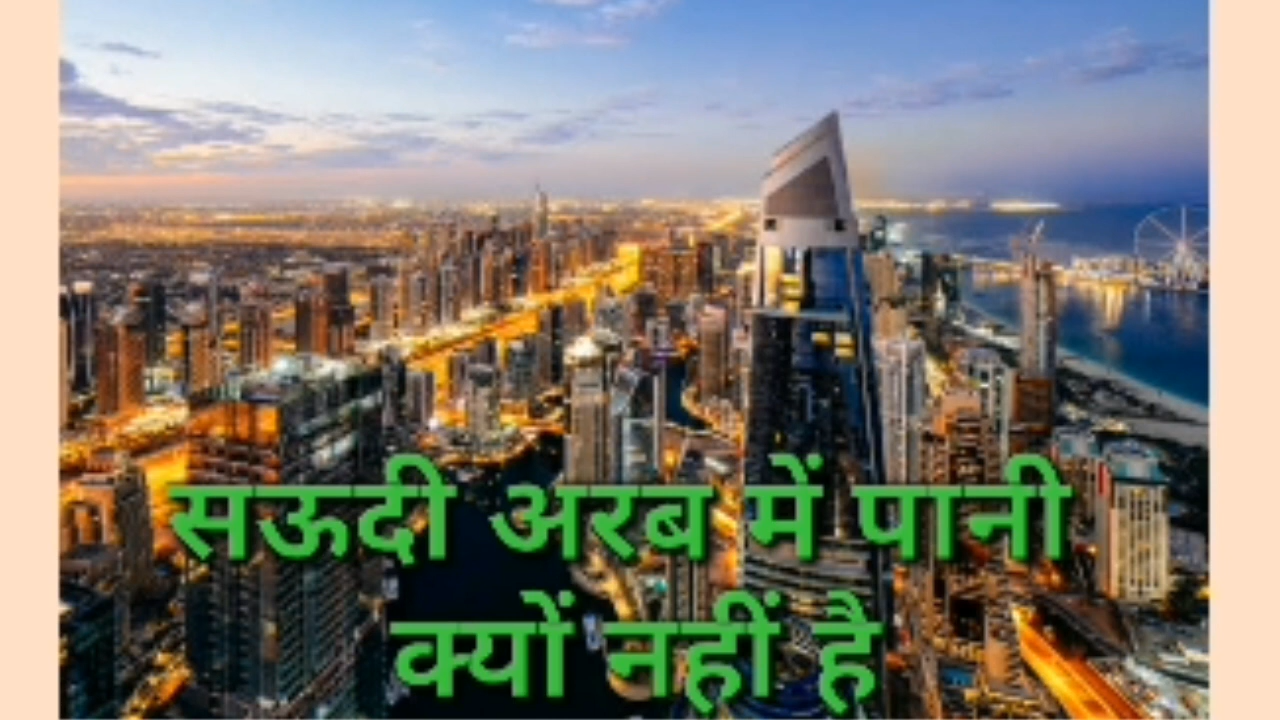 सऊदी अरब में पानी
क्यों नहीं है